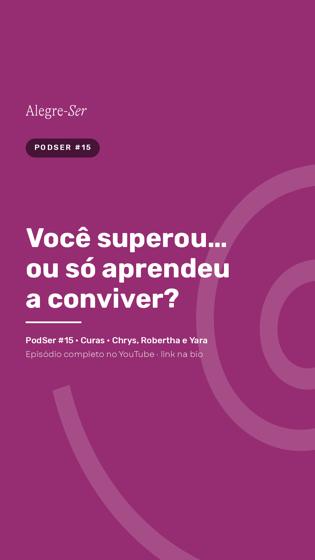 Alegre-Ser
PODSER #15
Você superou...
ou só aprendeu
a conviver?
PodSer #15 • Curas • Chrys, Robertha e Yara
Episódio completo no YouTube · link na bio